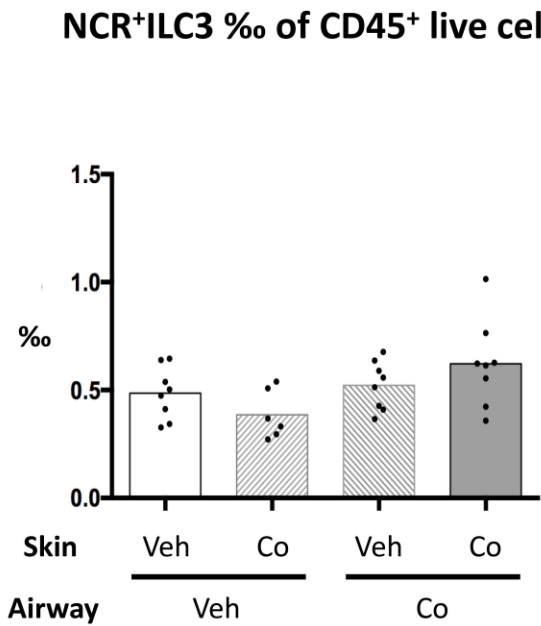 NCR⁺ILC3 ‰ of CD45⁺ live cel
1.5
1.0
‰
0.5
0.0
Skin Veh Co Veh Co
Airway Veh Co